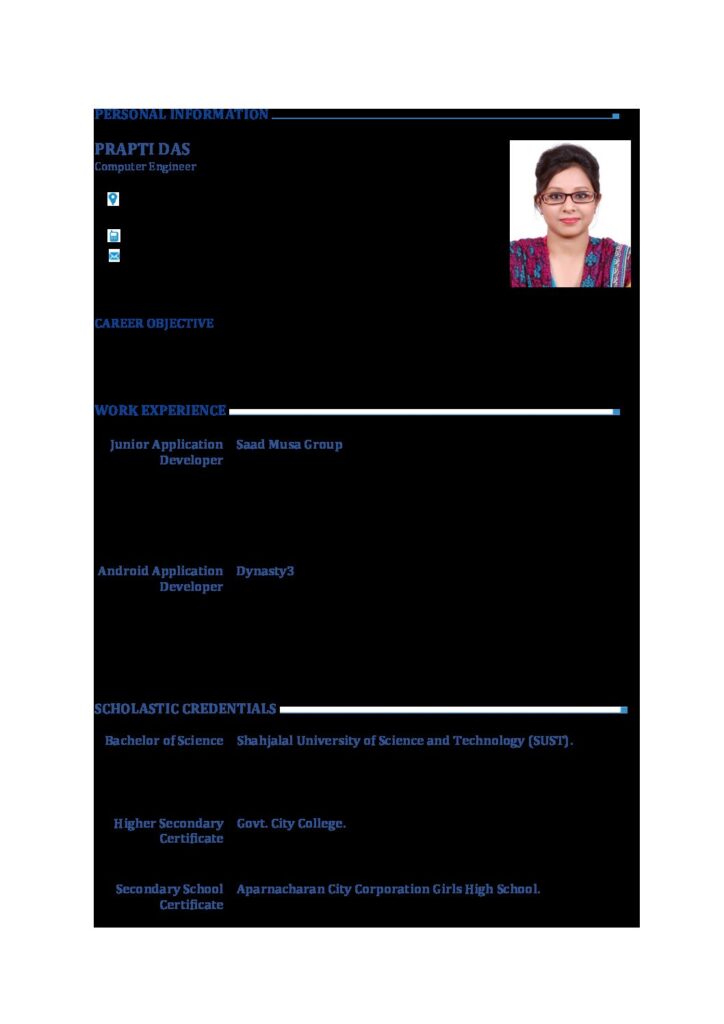 PERSONAL INFORMATION
PRAPTI DAS
Computer Engineer
CAREER OBJECTIVE
WORK EXPERIENCE
Junior Application Developer
Saad Musa Group
Android Application Developer
Dynasty3
SCHOLASTIC CREDENTIALS
Bachelor of Science
Shahjalal University of Science and Technology (SUST).
Higher Secondary Certificate
Govt. City College.
Secondary School Certificate
Aparnacharan City Corporation Girls High School.